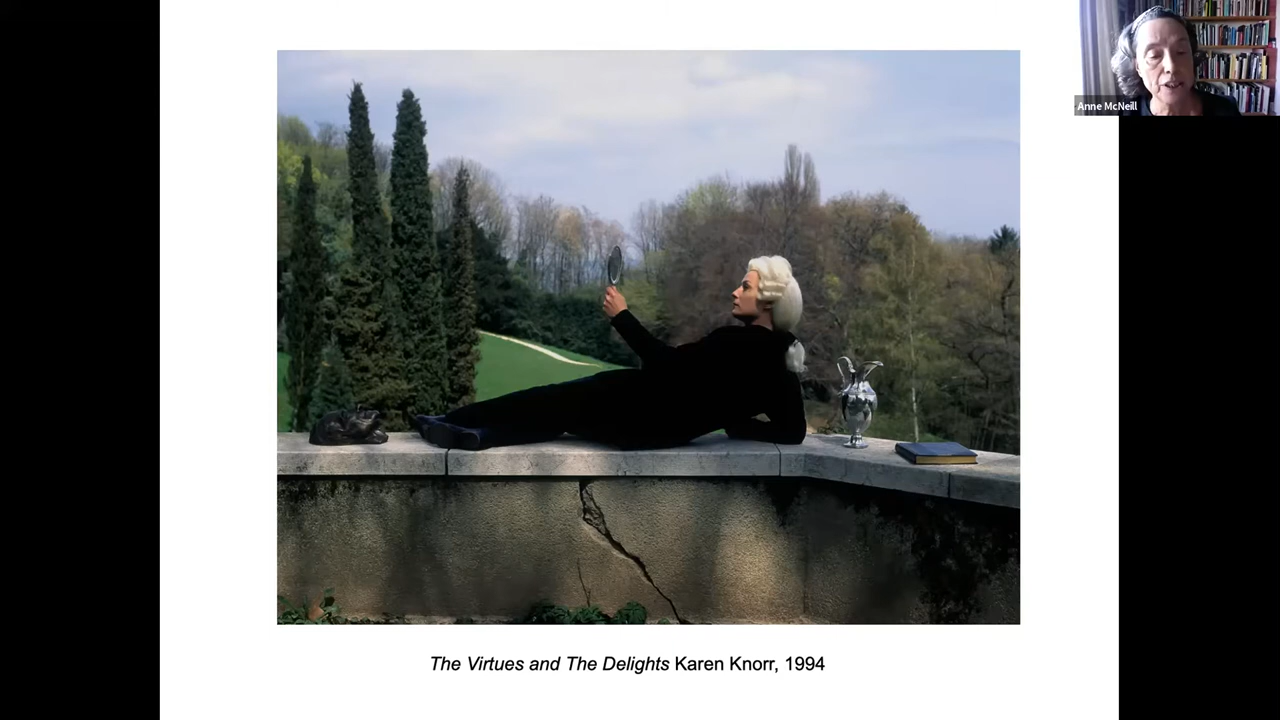 Anne McNeill
The Virtues and The Delights Karen Knorr, 1994